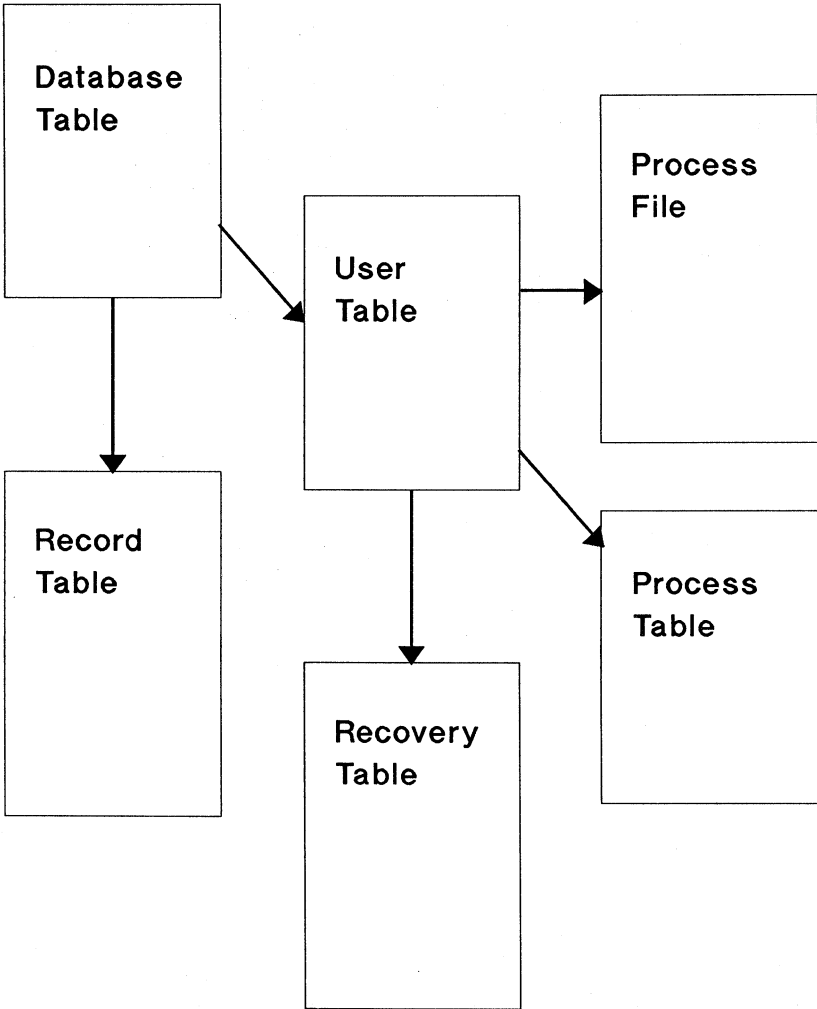 Database
Table
Process
File
User
Table
Record
Table
Process
Table
Recovery
Table